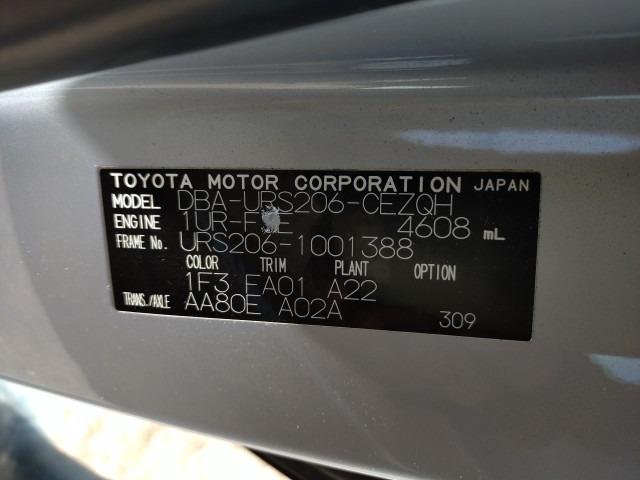 TOYOTA MOTOR CORPORATION JAPAN
MODEL DBA-URS206-CEZQH
ENGINE 4608 mL
FRAME No. URS206-1001388
COLOR TRIM PLANT OPTION
1F3 FA01 A22
TRANS./AXLE AA80E A02A
309